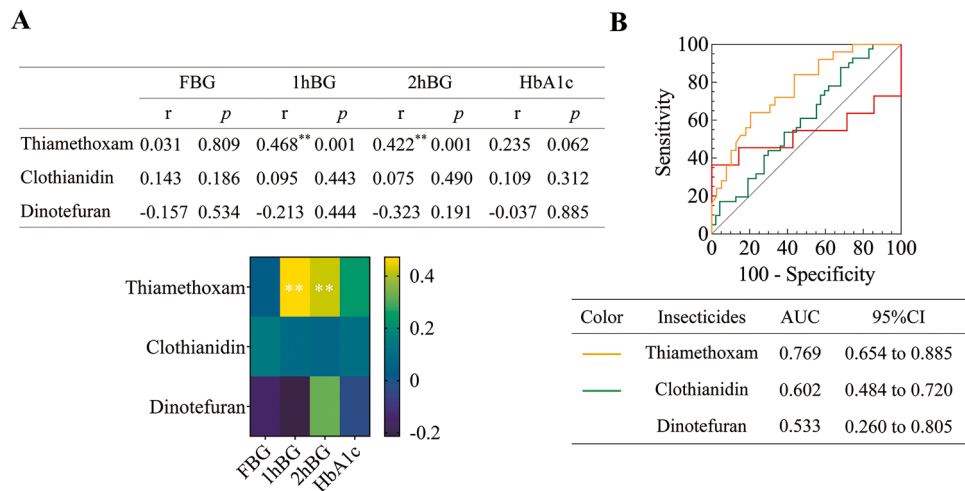 A
FBG 1hBG 2hBG HbA1c
r p r p r p r p
Thiamethoxam 0.031 0.809 0.468** 0.001 0.422** 0.001 0.235 0.062
Clothianidin 0.143 0.186 0.095 0.443 0.075 0.490 0.109 0.312
Dinotefuran -0.157 0.534 -0.213 0.444 -0.323 0.191 -0.037 0.885
Thiamethoxam ** **
Clothianidin
Dinotefuran
FBG 1hBG 2hBG HbA1c
0.4
0.2
0
-0.2
B
Sensitivity
100
80
60
40
20
0
0 20 40 60 80 100
100 - Specificity
Color Insecticides AUC 95%CI
Thiamethoxam 0.769 0.654 to 0.885
Clothianidin 0.602 0.484 to 0.720
Dinotefuran 0.533 0.260 to 0.805